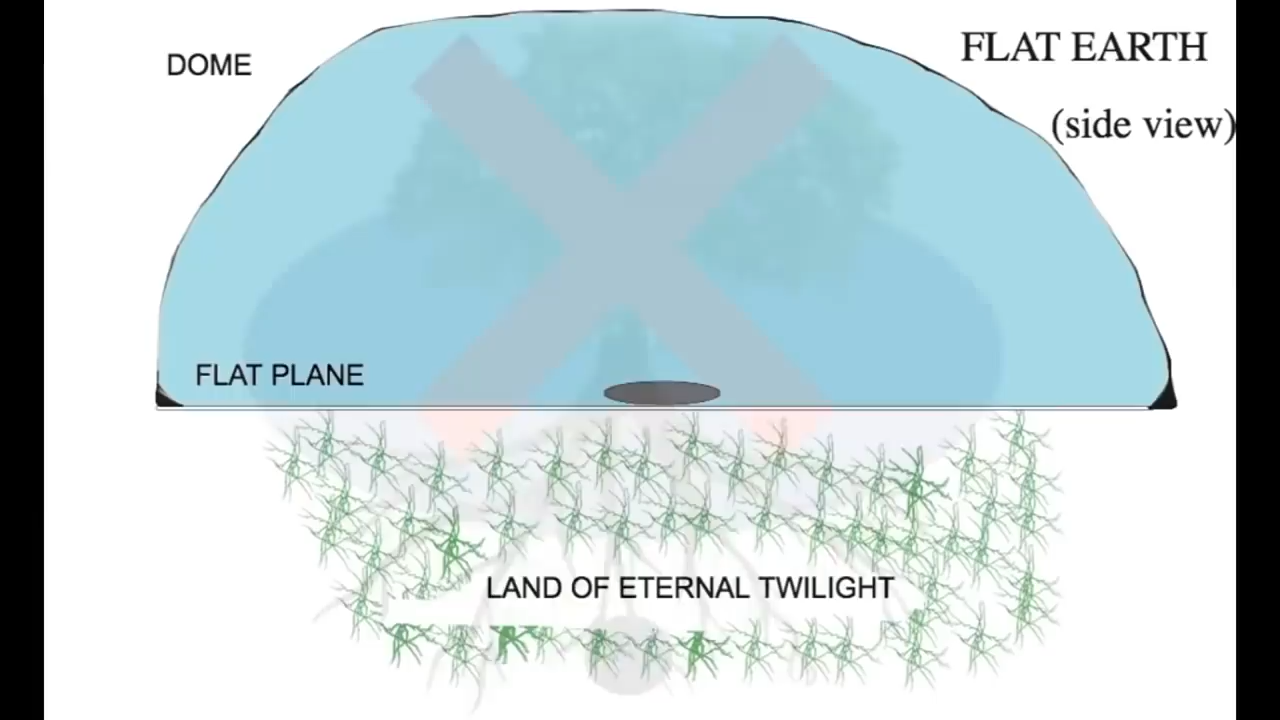 FLAT EARTH
DOME
(side view)
FLAT PLANE
LAND OF ETERNAL TWILIGHT